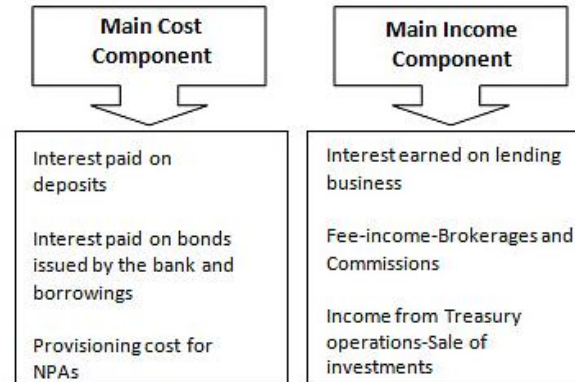 Main Cost
Component
Interest paid on
deposits
Interest paid on bonds
issued by the bank and
borrowings
Provisioning cost for
NPAs
Main Income
Component
Interest earned on lending
business
Fee-income-Brokerages and
Commissions
Income from Treasury
operations-Sale of
investments